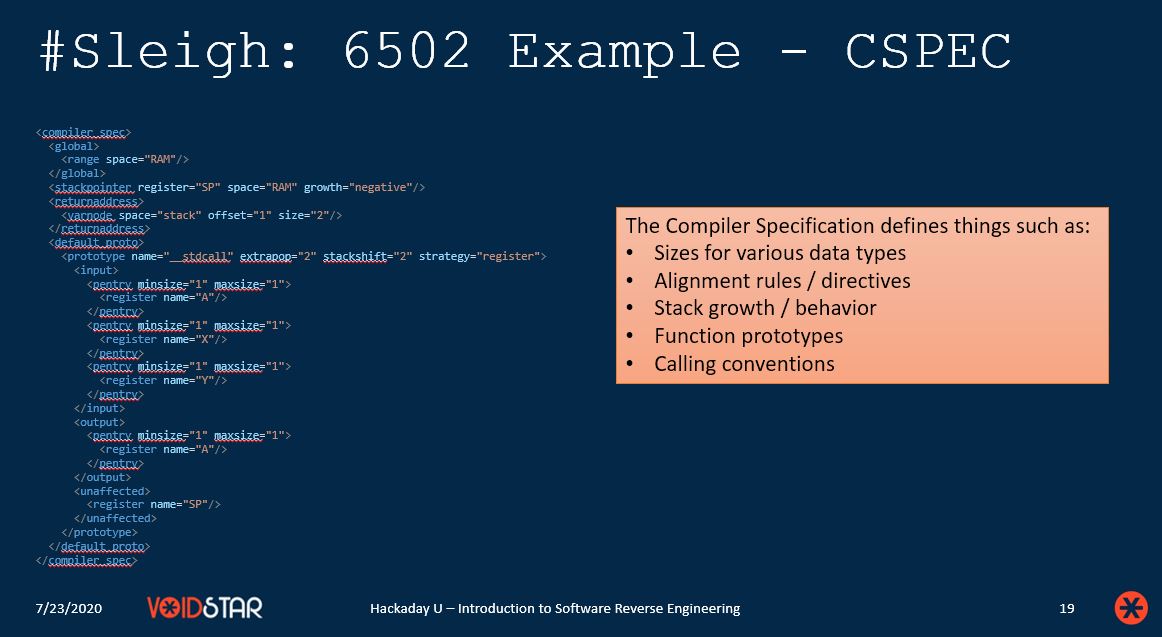 #Sleigh: 6502 Example - CSPEC
<compiler_spec>
<global>
<range space="RAM"/>
</global>
<stackpointer register="SP" space="RAM" growth="negative"/>
<returnaddress>
<varnode space="stack" offset="1" size="2"/>
</returnaddress>
<default_proto>
<prototype name="__stdcall" extrapop="2" stackshift="2" strategy="register">
<input>
<pentry minsize="1" maxsize="1">
<register name="A"/>
</pentry>
<pentry minsize="1" maxsize="1">
<register name="X"/>
</pentry>
<pentry minsize="1" maxsize="1">
<register name="Y"/>
</pentry>
</input>
<output>
<pentry minsize="1" maxsize="1">
<register name="A"/>
</pentry>
</output>
<unaffected>
<register name="SP"/>
</unaffected>
</prototype>
</default_proto>
</compiler_spec>
The Compiler Specification defines things such as:
• Sizes for various data types
• Alignment rules / directives
• Stack growth / behavior
• Function prototypes
• Calling conventions
7/23/2020
VOIDSTAR
Hackaday U – Introduction to Software Reverse Engineering
19